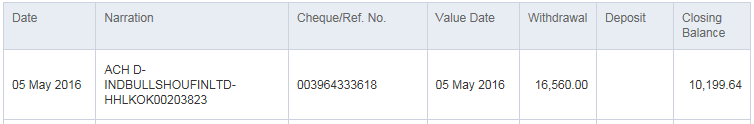 Date Narration Cheque/Ref. No. Value Date Withdrawal Deposit Closing Balance
05 May 2016 ACH D-
INDBULLSHOUFINLTD-
HHLKOK00203823 003964333618 05 May 2016 16,560.00 10,199.64